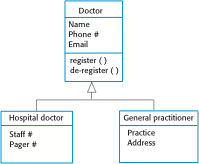 Doctor
Name
Phone #
Email
register ( )
de-register ( )
Hospital doctor
Staff #
Pager #
General practitioner
Practice
Address